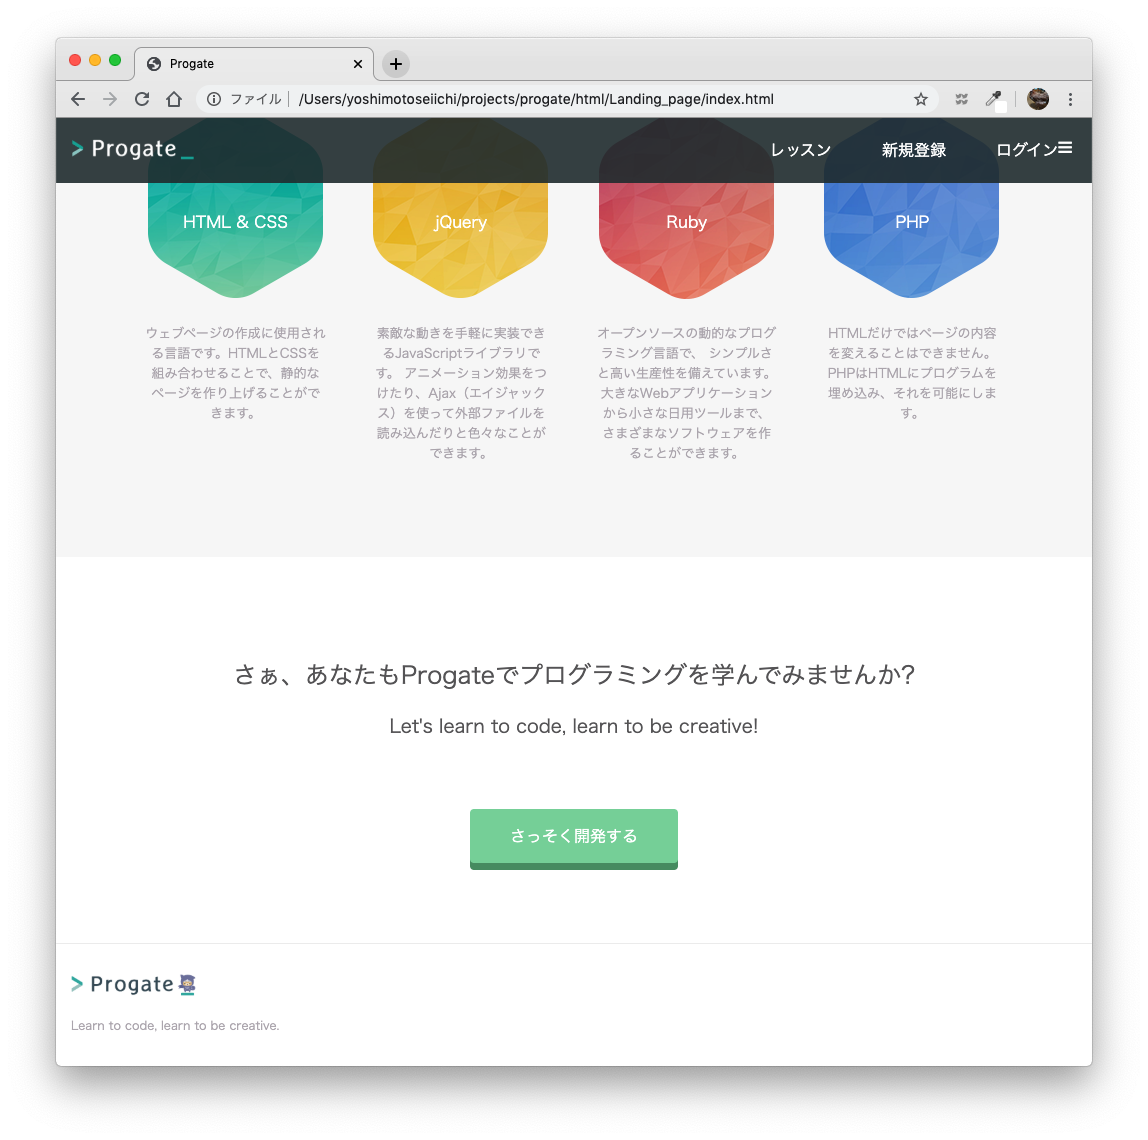 Progate
ファイル
/Users/yoshimotoseiichi/projects/progate/html/Landing_page/index.html
> Progate _
レッスン
新規登録
ログイン
HTML & CSS
jQuery
Ruby
PHP
ウェブページの作成に使用され
る言語です。HTMLとCSSを
組み合わせることで、静的な
ページを作り上げることがで
きます。
素敵な動きを手軽に実装でき
るJavaScriptライブラリで
す。 アニメーション効果をつ
けたり、Ajax（エイジャック
ス）を使って外部ファイルを
読み込んだりと色々なことが
できます。
オープンソースの動的なプログ
ラミング言語で、 シンプルさ
と高い生産性を備えています。
大きなWebアプリケーション
から小さな日用ツールまで、
さまざまなソフトウェアを作
ることができます。
HTMLだけではページの内容
を変えることはできません。
PHPはHTMLにプログラムを
埋め込み、それを可能にしま
す。
さぁ、あなたもProgateでプログラミングを学んでみませんか?
Let's learn to code, learn to be creative!
さっそく開発する
> Progate
Learn to code, learn to be creative.